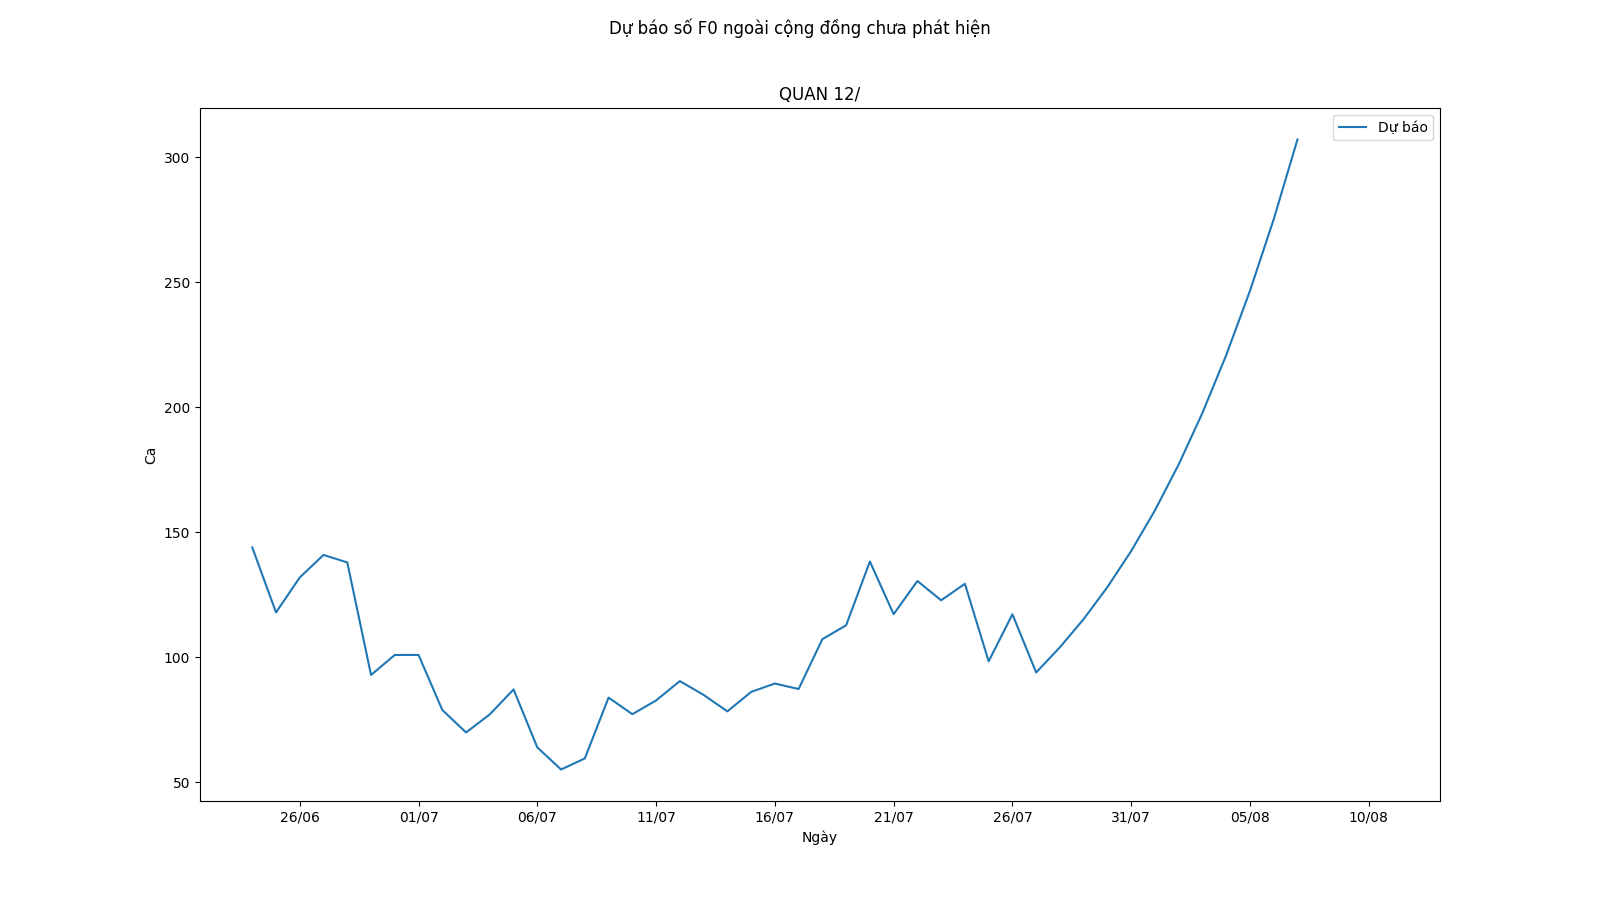 Dự báo số F0 ngoài cộng đồng chưa phát hiện
QUAN 12/
Dự báo
300
250
200
150
100
50
Ca
26/06 01/07 06/07 11/07 16/07 21/07 26/07 31/07 05/08 10/08
Ngày